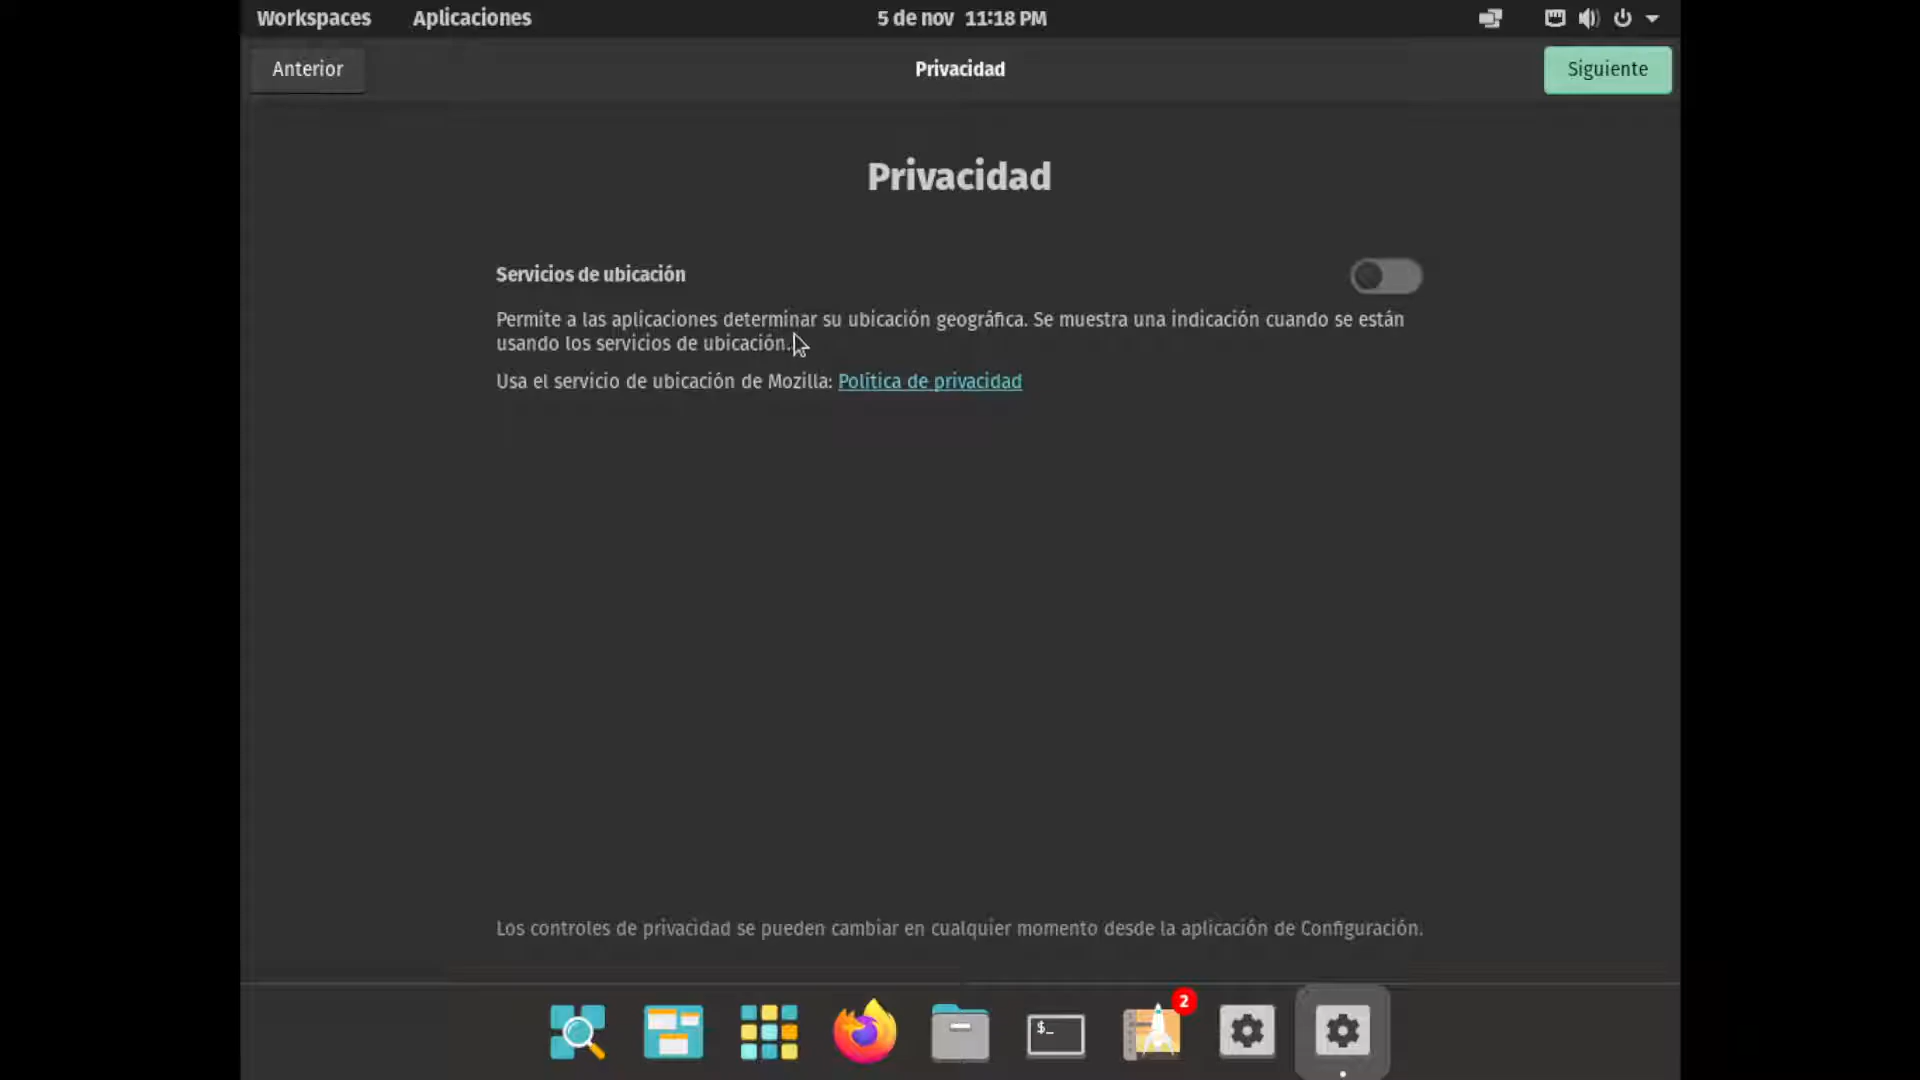 Workspaces Aplicaciones 5 de nov 11:18 PM
Anterior Privacidad Siguiente
Privacidad
Servicios de ubicación
Permite a las aplicaciones determinar su ubicación geográfica. Se muestra una indicación cuando se están
usando los servicios de ubicación.
Usa el servicio de ubicación de Mozilla: Política de privacidad
Los controles de privacidad se pueden cambiar en cualquier momento desde la aplicación de Configuración.
$_
2